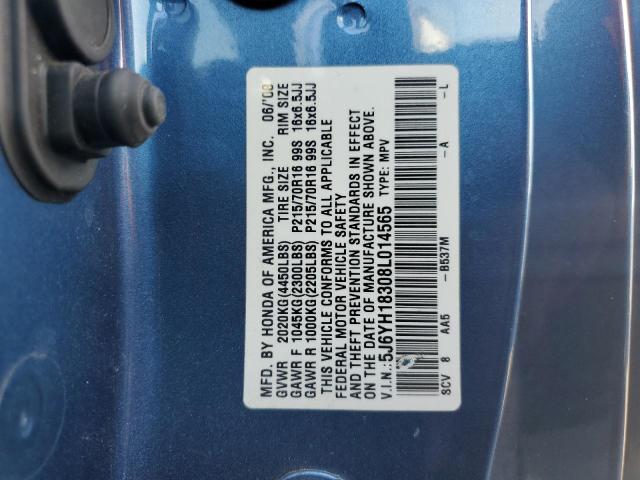 MFD. BY HONDA OF AMERICA MFG., INC. 06/'08
GVWR 2020KG(4450LBS) TIRE SIZE RIM SIZE
GAWR F 1045KG(2300LBS) P215/70R16 99S 16x6.5JJ
GAWR R 1000KG(2205LBS) P215/70R16 99S 16x6.5JJ
THIS VEHICLE CONFORMS TO ALL APPLICABLE
FEDERAL MOTOR VEHICLE SAFETY
AND THEFT PREVENTION STANDARDS IN EFFECT
ON THE DATE OF MANUFACTURE SHOWN ABOVE.
V.I.N.: 5J6YH18308L014565 TYPE: MPV
SCV 8 AA5 - B537M - A - L